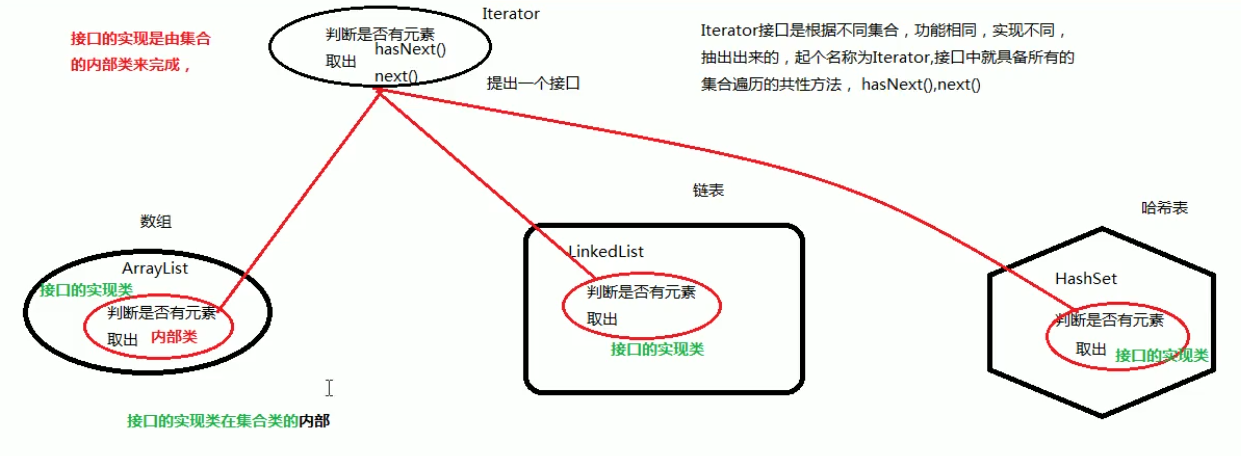 Iterator
接口的实现是由集合
的内部类来完成，
判断是否有元素
hasNext()
取出
next()
提出一个接口
Iterator接口是根据不同集合，功能相同，实现不同，
抽出出来的，起个名称为Iterator,接口中就具备所有的
集合遍历的共性方法， hasNext(),next()
数组
ArrayList
接口的实现类
判断是否有元素
取出
内部类
接口的实现类在集合类的内部
链表
LinkedList
判断是否有元素
取出
接口的实现类
哈希表
HashSet
判断是否有元素
取出
接口的实现类